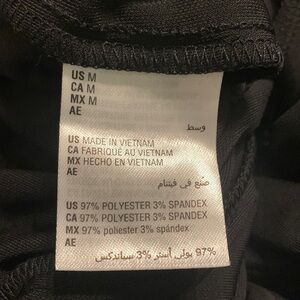 US M
CA M
MX M
AE
وسط
US MADE IN VIETNAM
CA FABRIQUÉ AU VIETNAM
MX HECHO EN VIETNAM
AE
صُنع في فيتنام
US 97% POLYESTER 3% SPANDEX
CA 97% POLYESTER 3% SPANDEX
MX 97% poliester 3% spándex
AE
97% بولي أستر 3% سباندكس